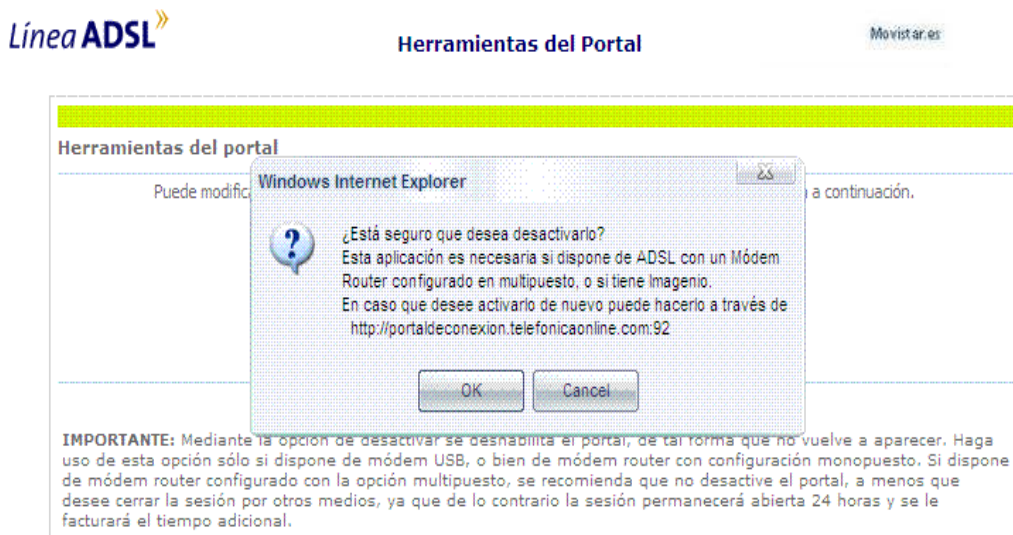 Línea ADSL»
Herramientas del Portal
Movistar.es
Herramientas del portal
Puede modific
a continuación.
Windows Internet Explorer
¿Está seguro que desea desactivarlo?
Esta aplicación es necesaria si dispone de ADSL con un Módem
Router configurado en multipuesto, o si tiene Imagenio.
En caso que desee activarlo de nuevo puede hacerlo a través de
http://portaldeconexion.telefonicaonline.com:92
OK
Cancel
IMPORTANTE: Mediante la opción de desactivar se deshabilita el portal, de tal forma que no vuelve a aparecer. Haga
uso de esta opción sólo si dispone de módem USB, o bien de módem router con configuración monopuesto. Si dispone
de módem router configurado con la opción multipuesto, se recomienda que no desactive el portal, a menos que
desee cerrar la sesión por otros medios, ya que de lo contrario la sesión permanecerá abierta 24 horas y se le
facturará el tiempo adicional.